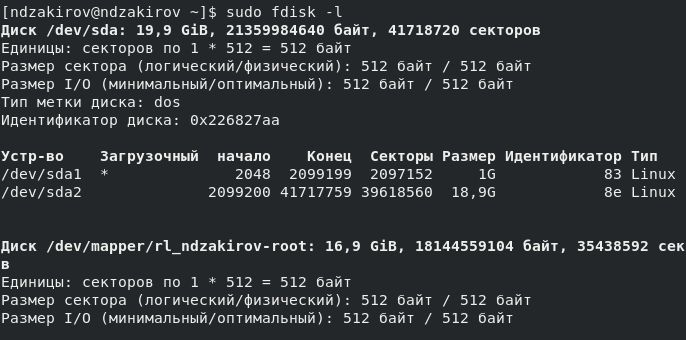 [ndzakirov@ndzakirov ~]$ sudo fdisk -l
Диск /dev/sda: 19,9 GiB, 21359984640 байт, 41718720 секторов
Единицы: секторов по 1 * 512 = 512 байт
Размер сектора (логический/физический): 512 байт / 512 байт
Размер I/O (минимальный/оптимальный): 512 байт / 512 байт
Тип метки диска: dos
Идентификатор диска: 0x226827aa
Устр-во    Загрузочный  начало    Конец  Секторы Размер Идентификатор Тип
/dev/sda1  *              2048  2099199  2097152     1G            83 Linux
/dev/sda2              2099200 41717759 39618560  18,9G            8e Linux
Диск /dev/mapper/rl_ndzakirov-root: 16,9 GiB, 18144559104 байт, 35438592 сек
в
Единицы: секторов по 1 * 512 = 512 байт
Размер сектора (логический/физический): 512 байт / 512 байт
Размер I/O (минимальный/оптимальный): 512 байт / 512 байт